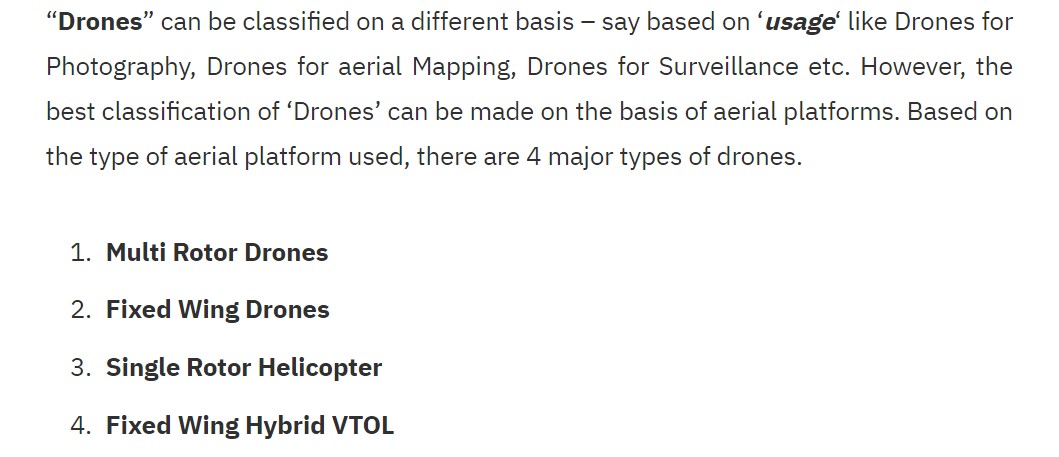 “Drones” can be classified on a different basis – say based on ‘usage‘ like Drones for
Photography, Drones for aerial Mapping, Drones for Surveillance etc. However, the
best classification of ‘Drones’ can be made on the basis of aerial platforms. Based on
the type of aerial platform used, there are 4 major types of drones.
1. Multi Rotor Drones
2. Fixed Wing Drones
3. Single Rotor Helicopter
4. Fixed Wing Hybrid VTOL